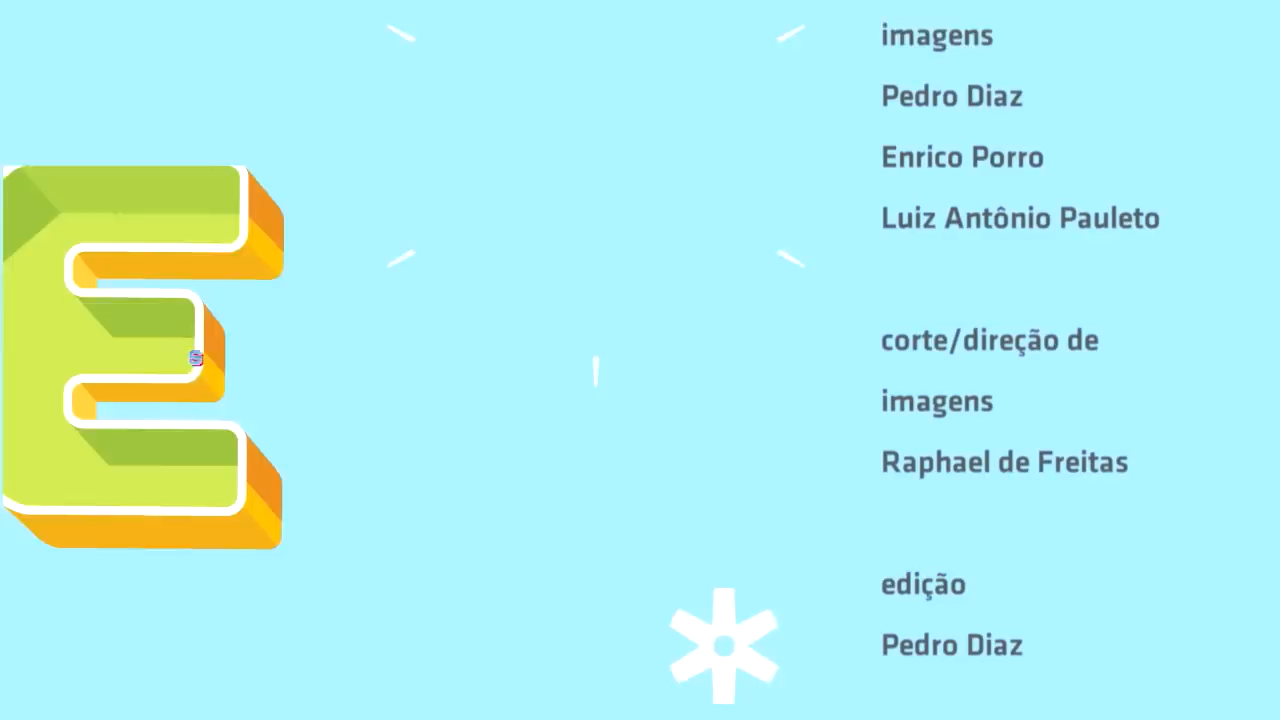 E
imagens
Pedro Diaz
Enrico Porro
Luiz Antônio Pauleto
corte/direção de
imagens
Raphael de Freitas
edição
Pedro Diaz